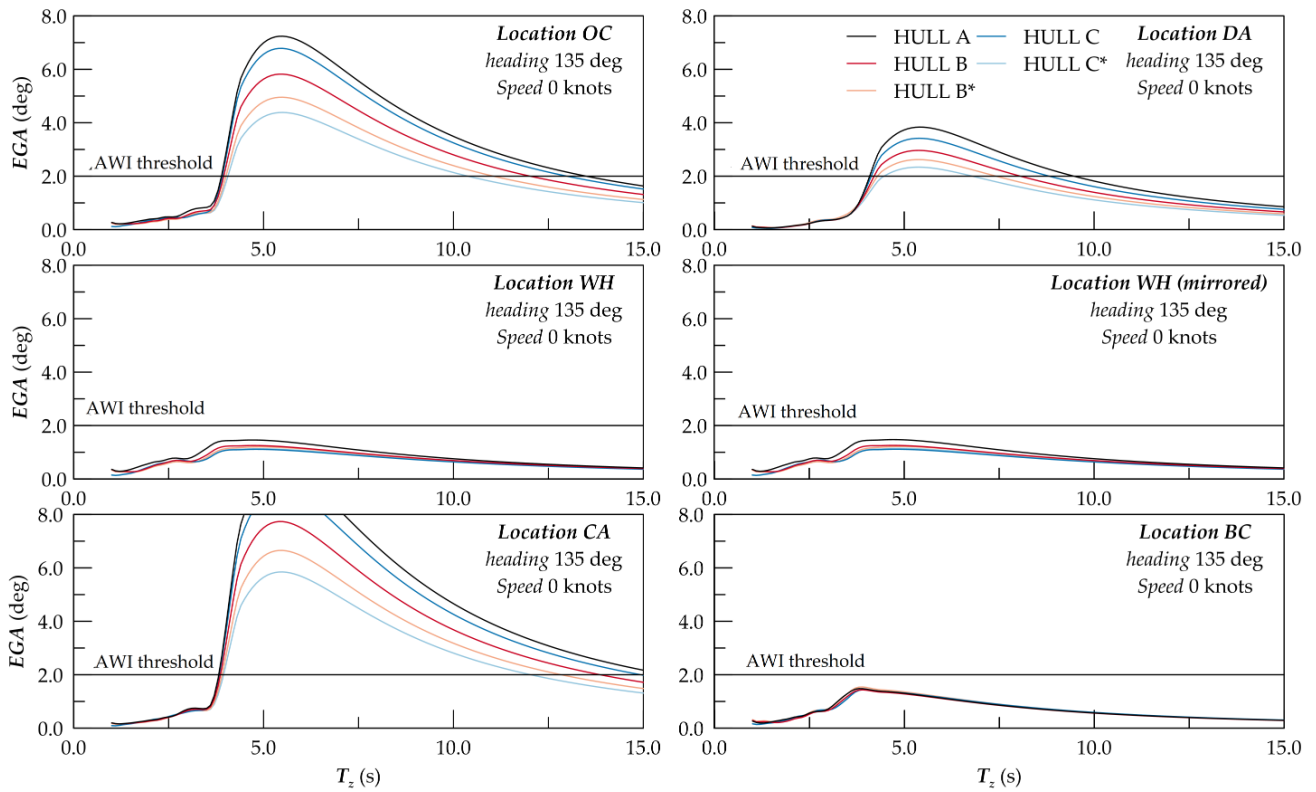 8.0
6.0
4.0
2.0
0.0
EGA (deg)
Location OC
heading 135 deg
Speed 0 knots
AWI threshold
0.0 5.0 10.0 15.0
8.0
6.0
4.0
2.0
0.0
HULL A
HULL B
HULL B*
HULL C
HULL C*
Location DA
heading 135 deg
Speed 0 knots
AWI threshold
0.0 5.0 10.0 15.0
8.0
6.0
4.0
2.0
0.0
EGA (deg)
Location WH
heading 135 deg
Speed 0 knots
AWI threshold
0.0 5.0 10.0 15.0
8.0
6.0
4.0
2.0
0.0
Location WH (mirrored)
heading 135 deg
Speed 0 knots
AWI threshold
0.0 5.0 10.0 15.0
8.0
6.0
4.0
2.0
0.0
EGA (deg)
Location CA
heading 135 deg
Speed 0 knots
AWI threshold
0.0 5.0 10.0 15.0
Tz (s)
8.0
6.0
4.0
2.0
0.0
Location BC
heading 135 deg
Speed 0 knots
AWI threshold
0.0 5.0 10.0 15.0
Tz (s)